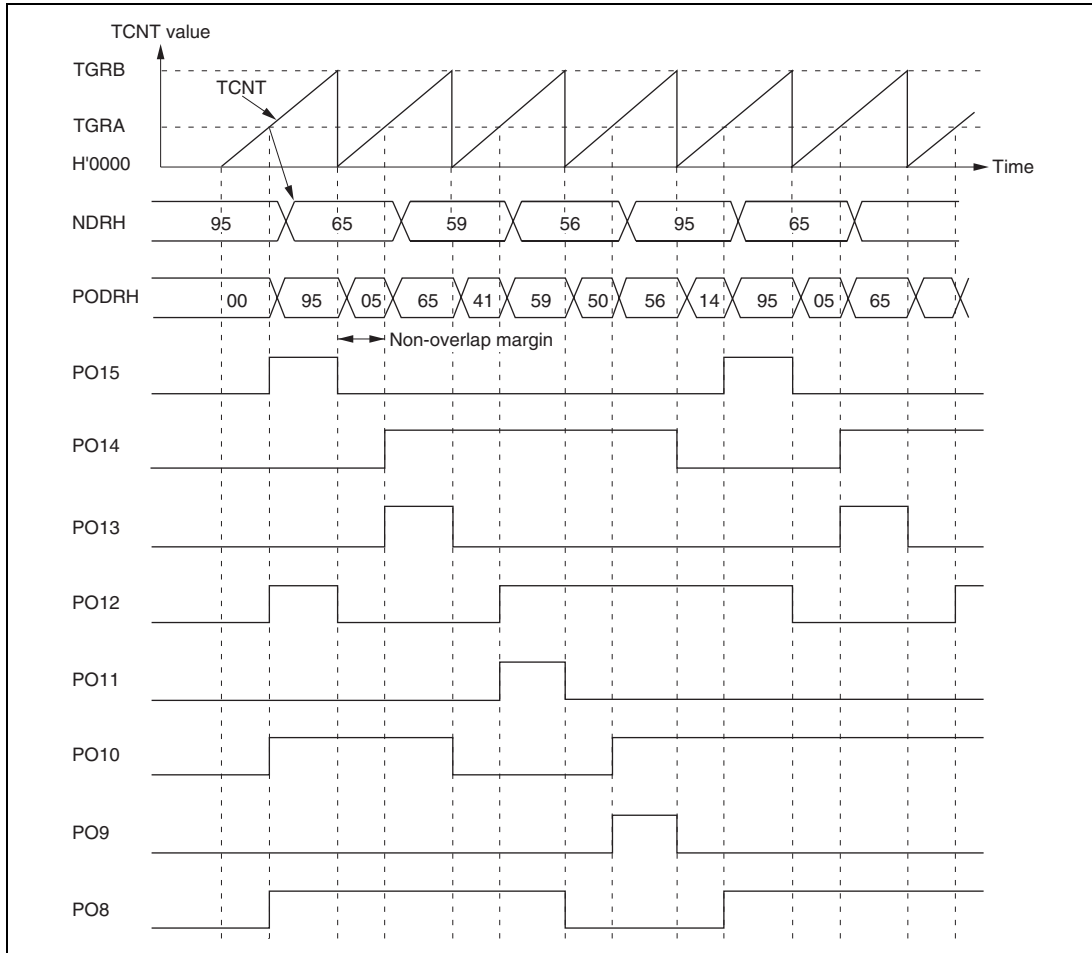 TCNT value
TGRB
TCNT
TGRA
H'0000
Time
NDRH 95 65 59 56 95 65
PODRH 00 95 05 65 41 59 50 56 14 95 05 65
Non-overlap margin
PO15
PO14
PO13
PO12
PO11
PO10
PO9
PO8